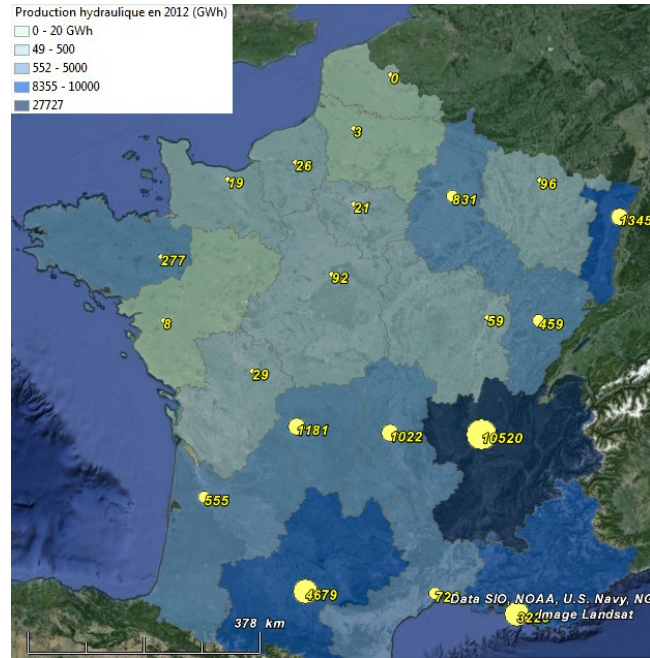 Production hydraulique en 2012 (GWh)
0 - 20 GWh
49 - 500
552 - 5000
8355 - 10000
27727
0
3
26
19
21
831
96
1345
277
92
8
59
459
29
1181
1022
10520
555
4679
Data SIO, NOAA, U.S. Navy, NG
Image Landsat
378 km